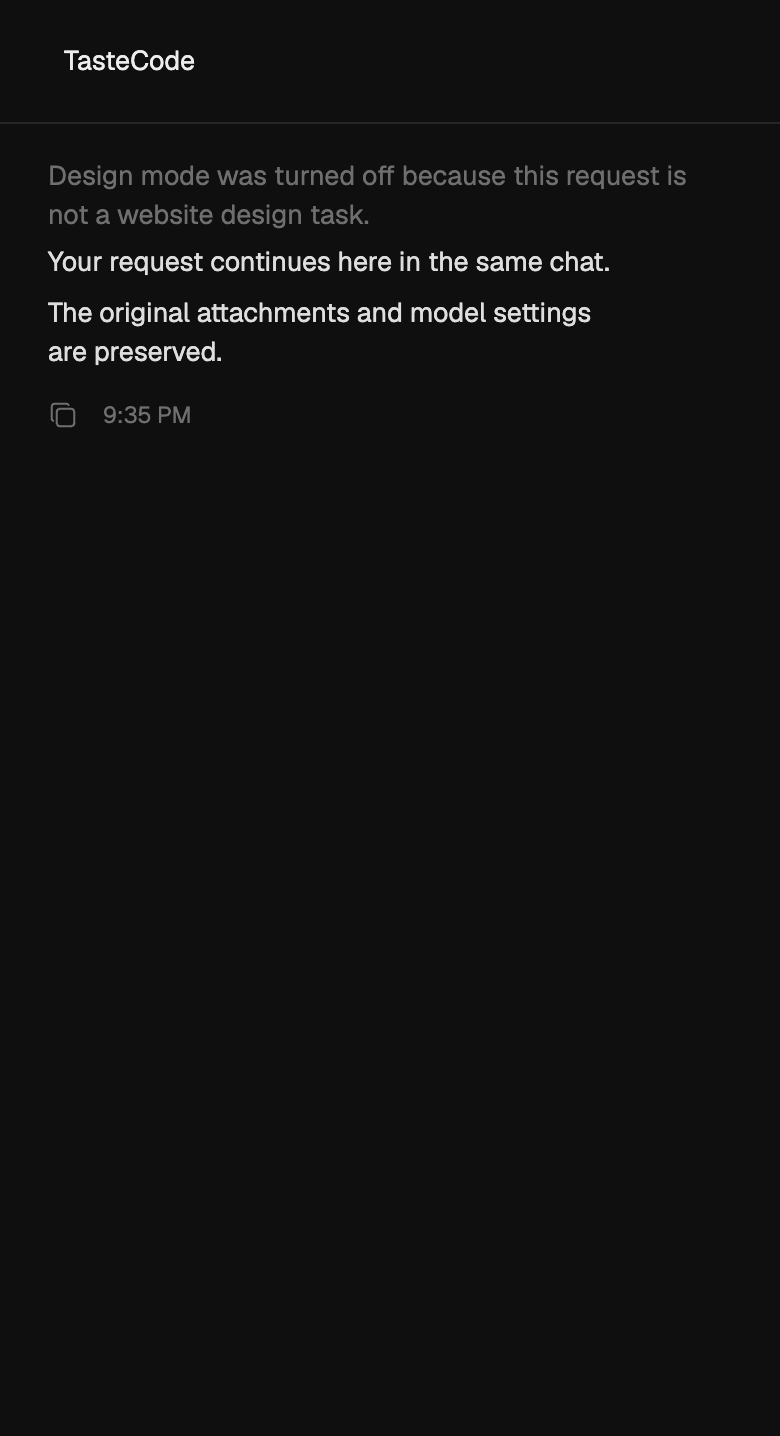 TasteCode
Design mode was turned off because this request is
not a website design task.
Your request continues here in the same chat.
The original attachments and model settings
are preserved.
9:35 PM